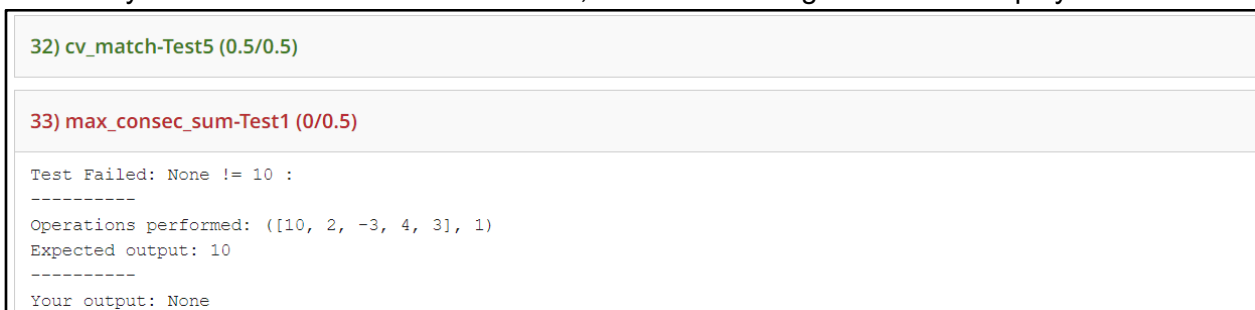 32) cv_match-Test5 (0.5/0.5)
33) max_consec_sum-Test1 (0/0.5)
Test Failed: None != 10 :
----------
Operations performed: ([10, 2, -3, 4, 3], 1)
Expected output: 10
----------
Your output: None